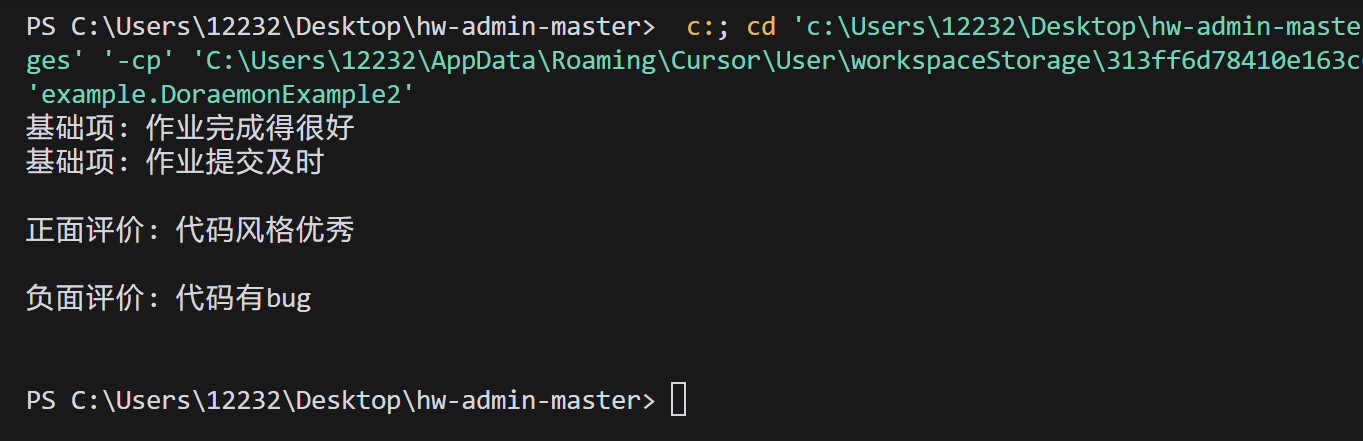 PS C:\Users\12232\Desktop\hw-admin-master>  c:; cd 'c:\Users\12232\Desktop\hw-admin-maste
ges' '-cp' 'C:\Users\12232\AppData\Roaming\Cursor\User\workspaceStorage\313ff6d78410e163c
'example.DoraemonExample2'
基础项: 作业完成得很好
基础项: 作业提交及时
正面评价: 代码风格优秀
负面评价: 代码有bug
PS C:\Users\12232\Desktop\hw-admin-master>